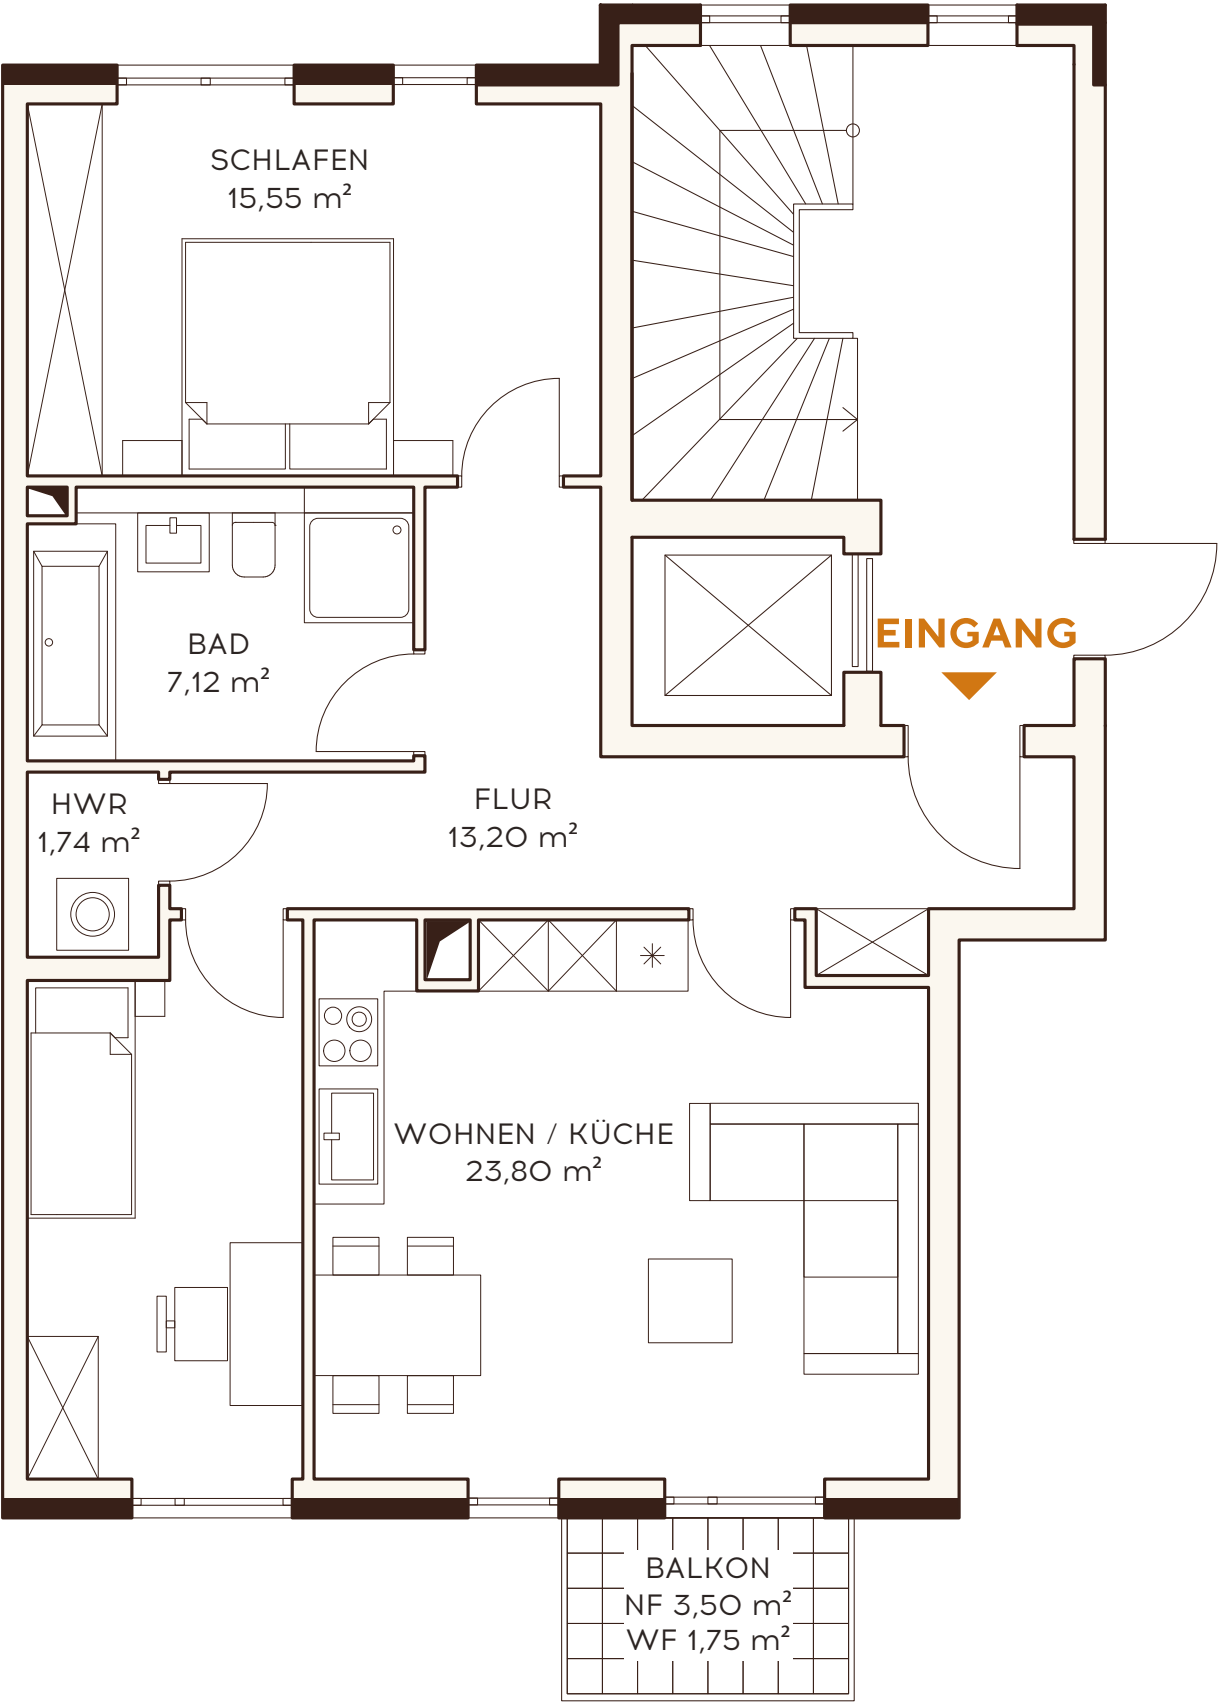 SCHLAFEN
15,55 m²
EINGANG
BAD
7,12 m²
HWR
1,74 m²
FLUR
13,20 m²
WOHNEN / KÜCHE
23,80 m²
BALKON
NF 3,50 m²
WF 1,75 m²